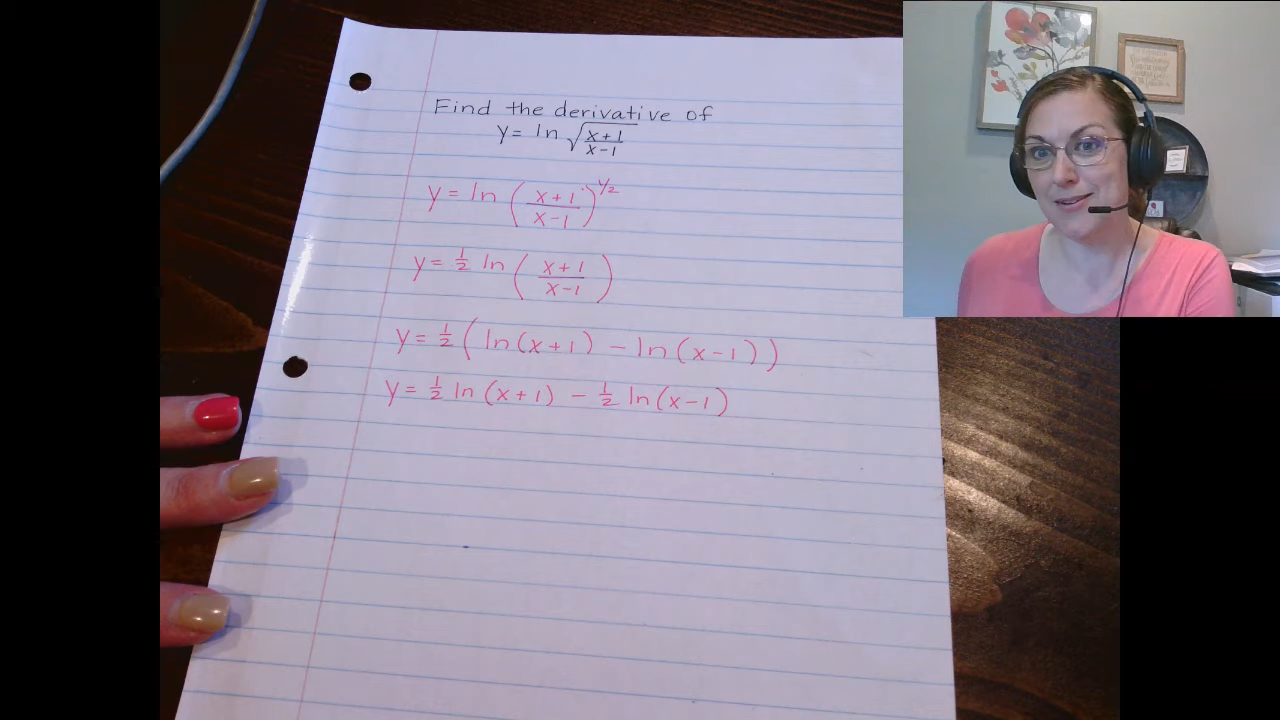 Find the derivative of
y = ln √((x+1)/(x-1))
y = ln ((x+1)/(x-1))^(1/2)
y = 1/2 ln ((x+1)/(x-1))
y = 1/2 (ln(x+1) - ln(x-1))
y = 1/2 ln(x+1) - 1/2 ln(x-1)